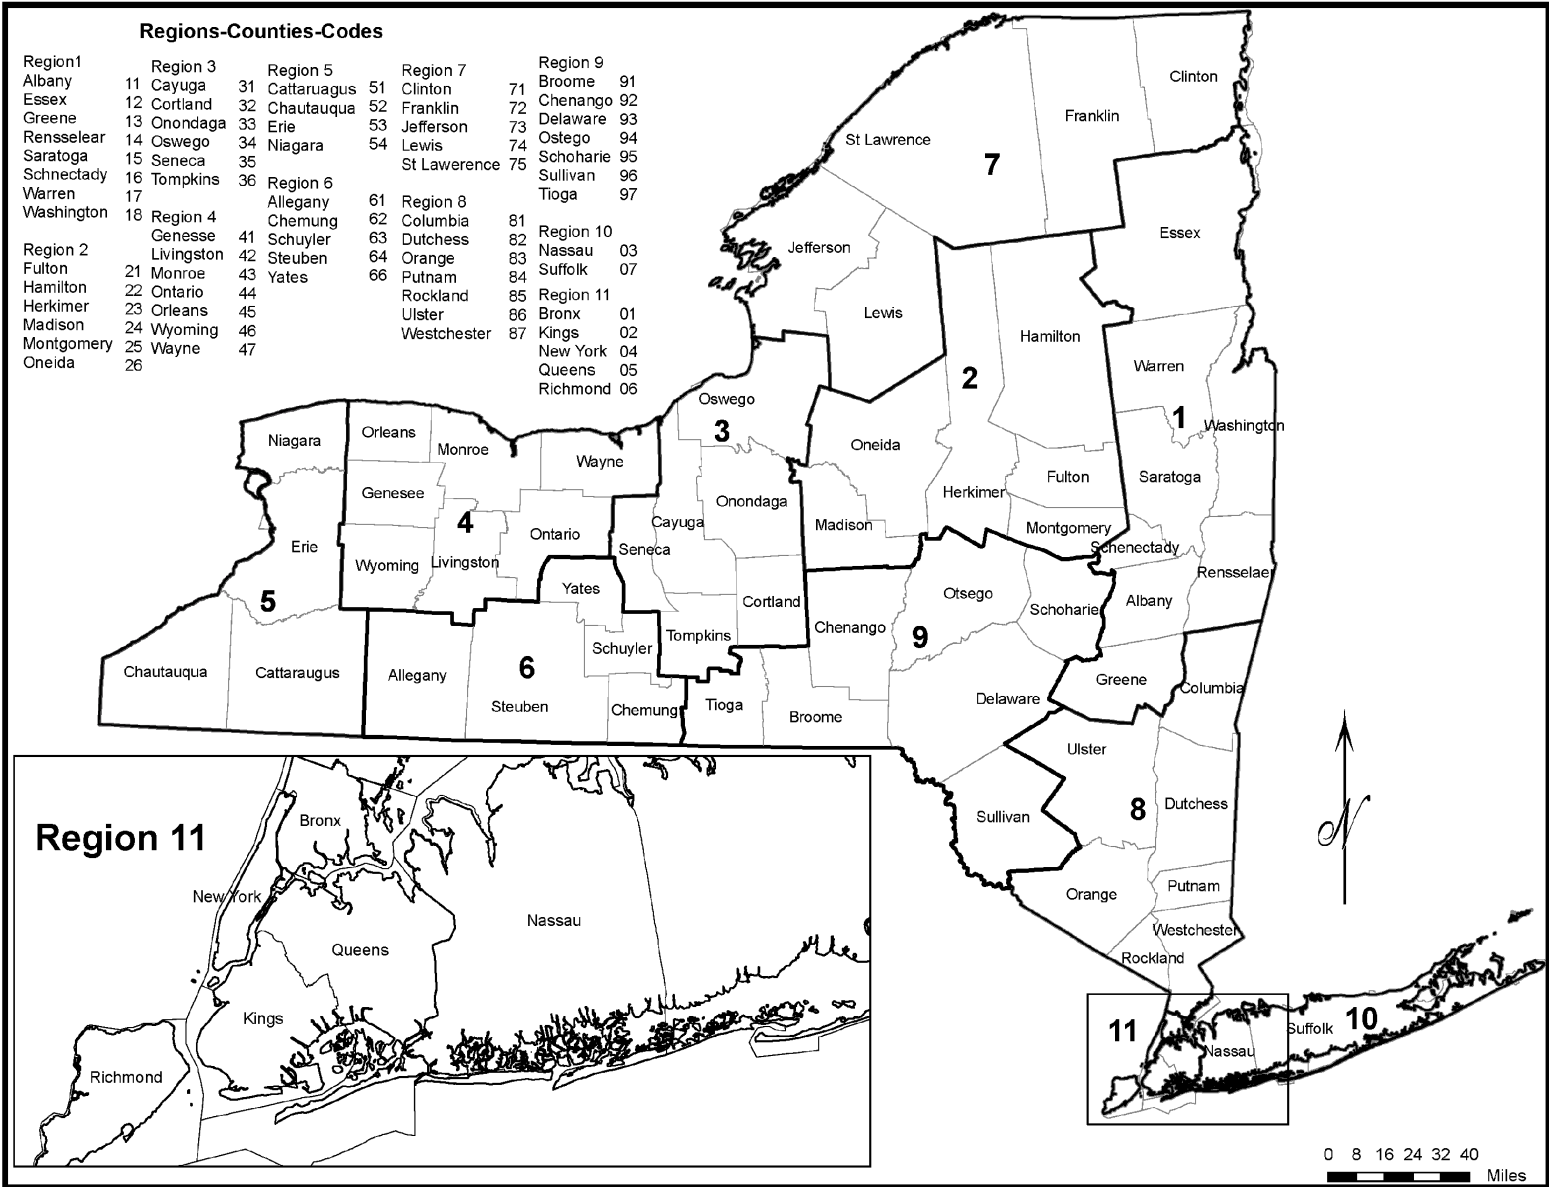 Regions-Counties-Codes
Region1
Albany 11
Essex 12
Greene 13
Rensselear 14
Saratoga 15
Schnectady 16
Warren 17
Washington 18
Region 2
Fulton 21
Hamilton 22
Herkimer 23
Madison 24
Montgomery 25
Oneida 26
Region 3
Cayuga 31
Cortland 32
Onondaga 33
Oswego 34
Seneca 35
Tompkins 36
Region 4
Genesse 41
Livingston 42
Monroe 43
Ontario 44
Orleans 45
Wyoming 46
Wayne 47
Region 5
Cattaruagus 51
Chautauqua 52
Erie 53
Niagara 54
Region 6
Allegany 61
Chemung 62
Schuyler 63
Steuben 64
Yates 66
Region 7
Clinton 71
Franklin 72
Jefferson 73
Lewis 74
St Lawerence 75
Region 8
Columbia 81
Dutchess 82
Orange 83
Putnam 84
Rockland 85
Ulster 86
Westchester 87
Region 9
Broome 91
Chenango 92
Delaware 93
Ostego 94
Schoharie 95
Sullivan 96
Tioga 97
Region 10
Nassau 03
Suffolk 07
Region 11
Bronx 01
Kings 02
New York 04
Queens 05
Richmond 06
Clinton
Franklin
St Lawrence
7
Essex
Jefferson
Lewis
Hamilton
Warren
2
Oswego
1
Washington
3
Niagara
Orleans
Monroe
Oneida
Wayne
Saratoga
Fulton
Genesee
Herkimer
Onondaga
4
Cayuga
Madison
Montgomery
Ontario
Erie
Seneca
Schenectady
Wyoming
Livingston
Rensselaer
Yates
Otsego
5
Cortland
Albany
Schoharie
Chenango
9
Tompkins
Schuyler
6
Chautauqua
Cattaraugus
Allegany
Greene
Columbia
Delaware
Steuben
Chemung
Tioga
Broome
Ulster
Dutchess
8
Sullivan
Putnam
Orange
Westchester
Rockland
N
11
Suffolk
10
Nassau
Region 11
Bronx
New York
Nassau
Queens
Kings
Richmond
0 8 16 24 32 40
Miles